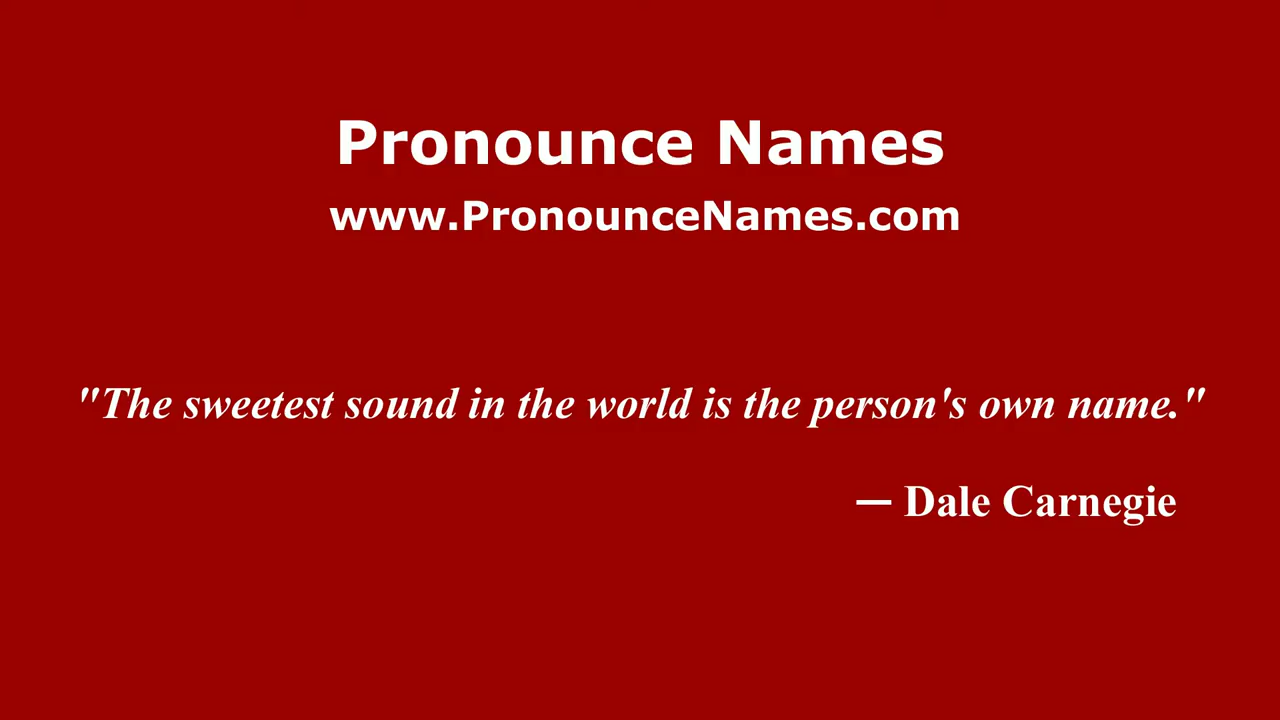 Pronounce Names
www.PronounceNames.com
"The sweetest sound in the world is the person's own name."
— Dale Carnegie